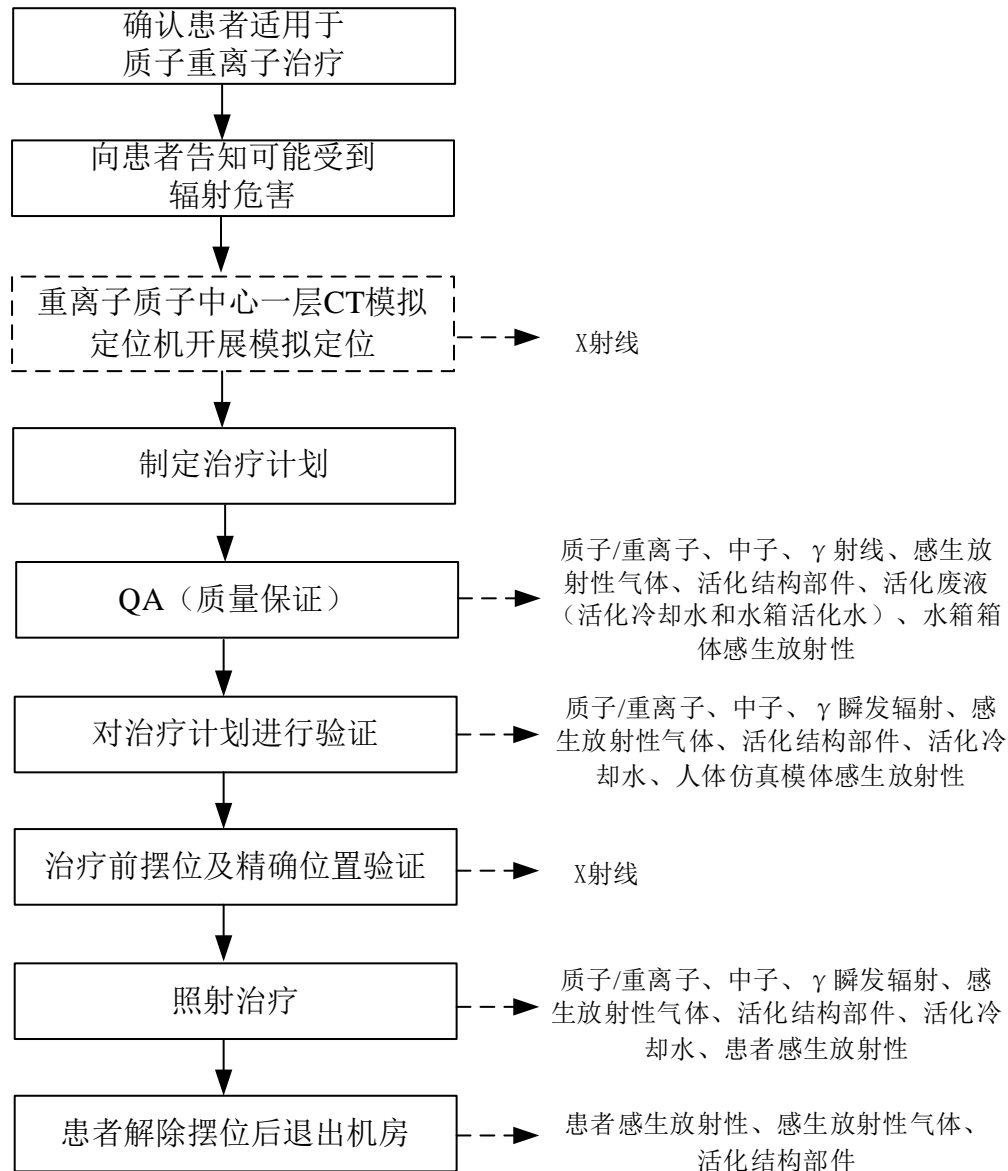 确认患者适用于
质子重离子治疗
向患者告知可能受到
辐射危害
重离子质子中心一层CT模拟
定位机开展模拟定位
X射线
制定治疗计划
QA（质量保证）
质子/重离子、中子、γ射线、感生放
射性气体、活化结构部件、活化废液
（活化冷却水和水箱活化水）、水箱箱
体感生放射性
对治疗计划进行验证
质子/重离子、中子、γ瞬发辐射、感
生放射性气体、活化结构部件、活化冷
却水、人体仿真模体感生放射性
治疗前摆位及精确位置验证
X射线
照射治疗
质子/重离子、中子、γ瞬发辐射、感
生放射性气体、活化结构部件、活化冷
却水、患者感生放射性
患者解除摆位后退出机房
患者感生放射性、感生放射性气体、
活化结构部件